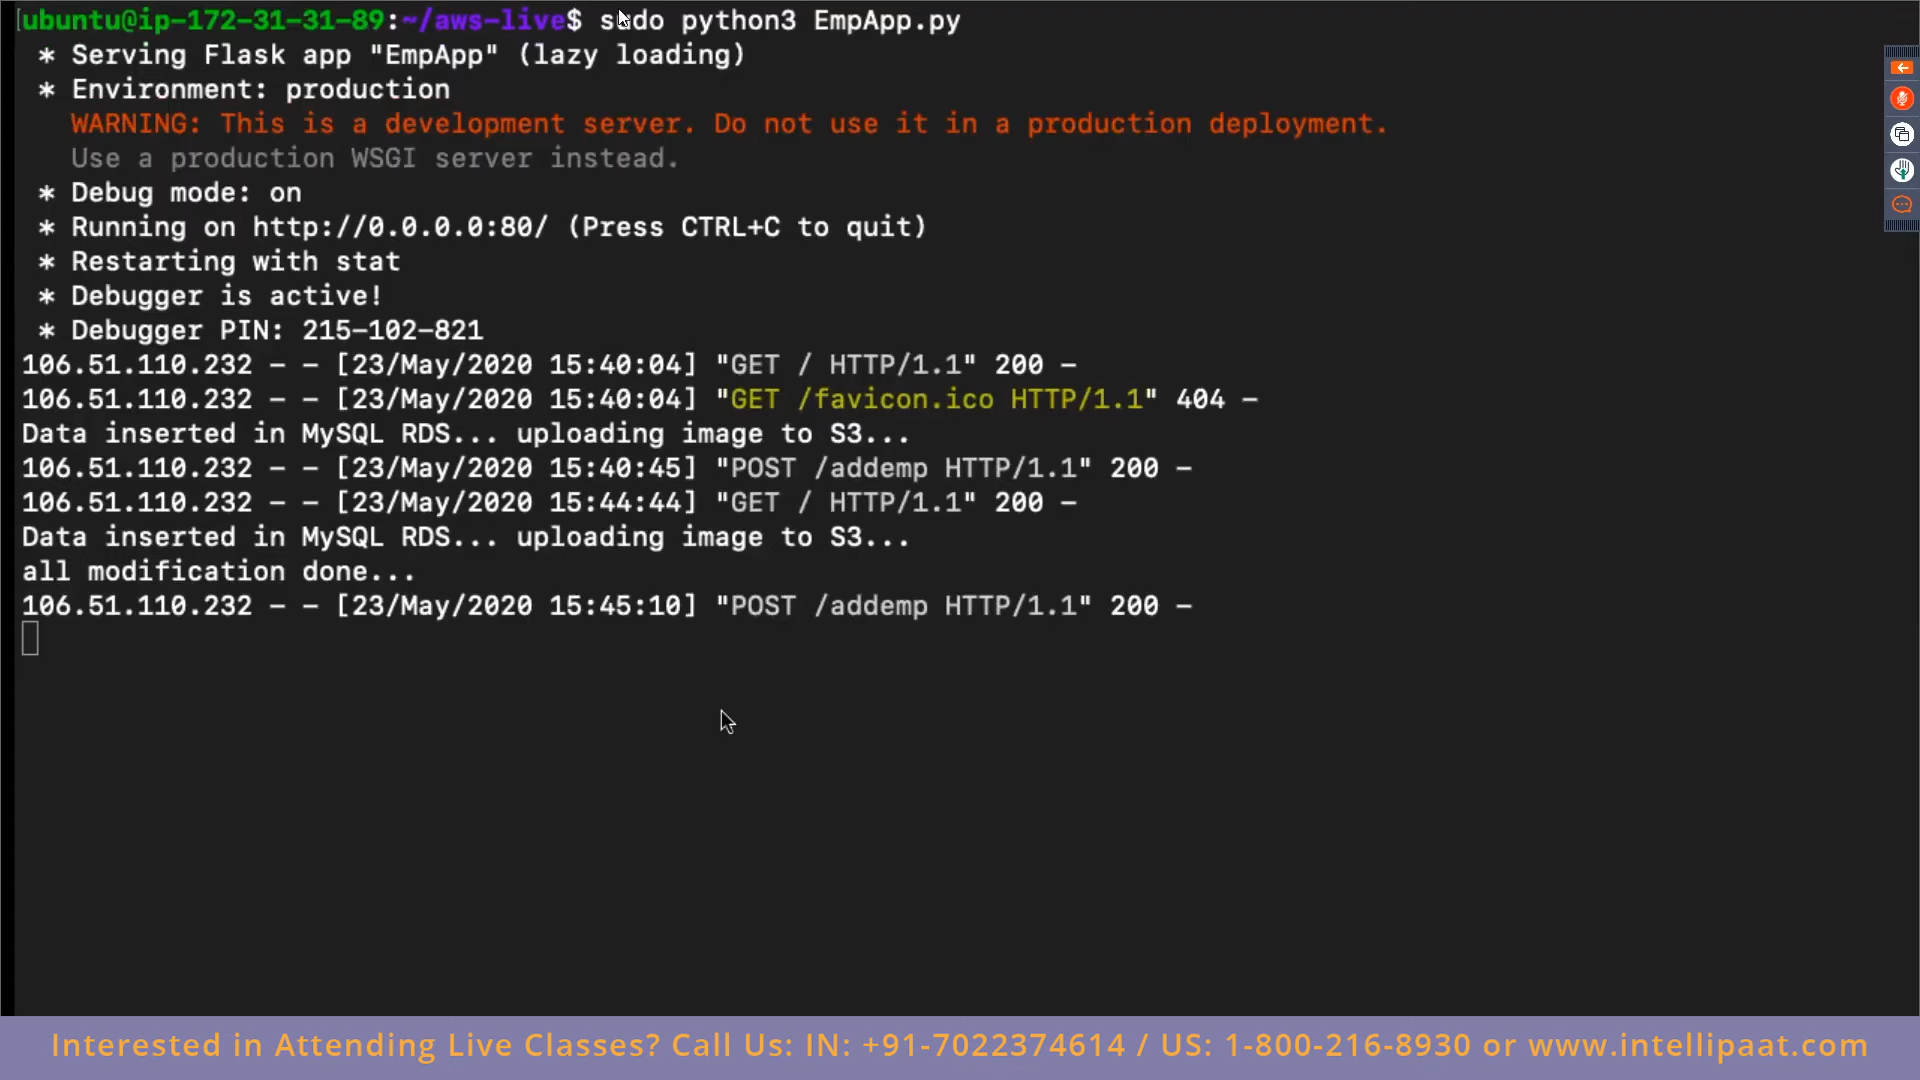 ubuntu@ip-172-31-31-89:~/aws-live$ sudo python3 EmpApp.py
* Serving Flask app "EmpApp" (lazy loading)
* Environment: production
WARNING: This is a development server. Do not use it in a production deployment.
Use a production WSGI server instead.
* Debug mode: on
* Running on http://0.0.0.0:80/ (Press CTRL+C to quit)
* Restarting with stat
* Debugger is active!
* Debugger PIN: 215-102-821
106.51.110.232 - - [23/May/2020 15:40:04] "GET / HTTP/1.1" 200 -
106.51.110.232 - - [23/May/2020 15:40:04] "GET /favicon.ico HTTP/1.1" 404 -
Data inserted in MySQL RDS... uploading image to S3...
106.51.110.232 - - [23/May/2020 15:40:45] "POST /addemp HTTP/1.1" 200 -
106.51.110.232 - - [23/May/2020 15:44:44] "GET / HTTP/1.1" 200 -
Data inserted in MySQL RDS... uploading image to S3...
all modification done...
106.51.110.232 - - [23/May/2020 15:45:10] "POST /addemp HTTP/1.1" 200 -
Interested in Attending Live Classes? Call Us: IN: +91-7022374614 / US: 1-800-216-8930 or www.intellipaat.com